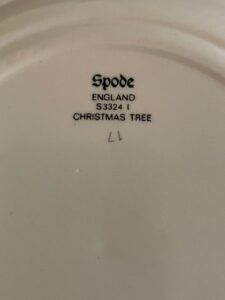 Spode
ENGLAND
S3324 I
CHRISTMAS TREE